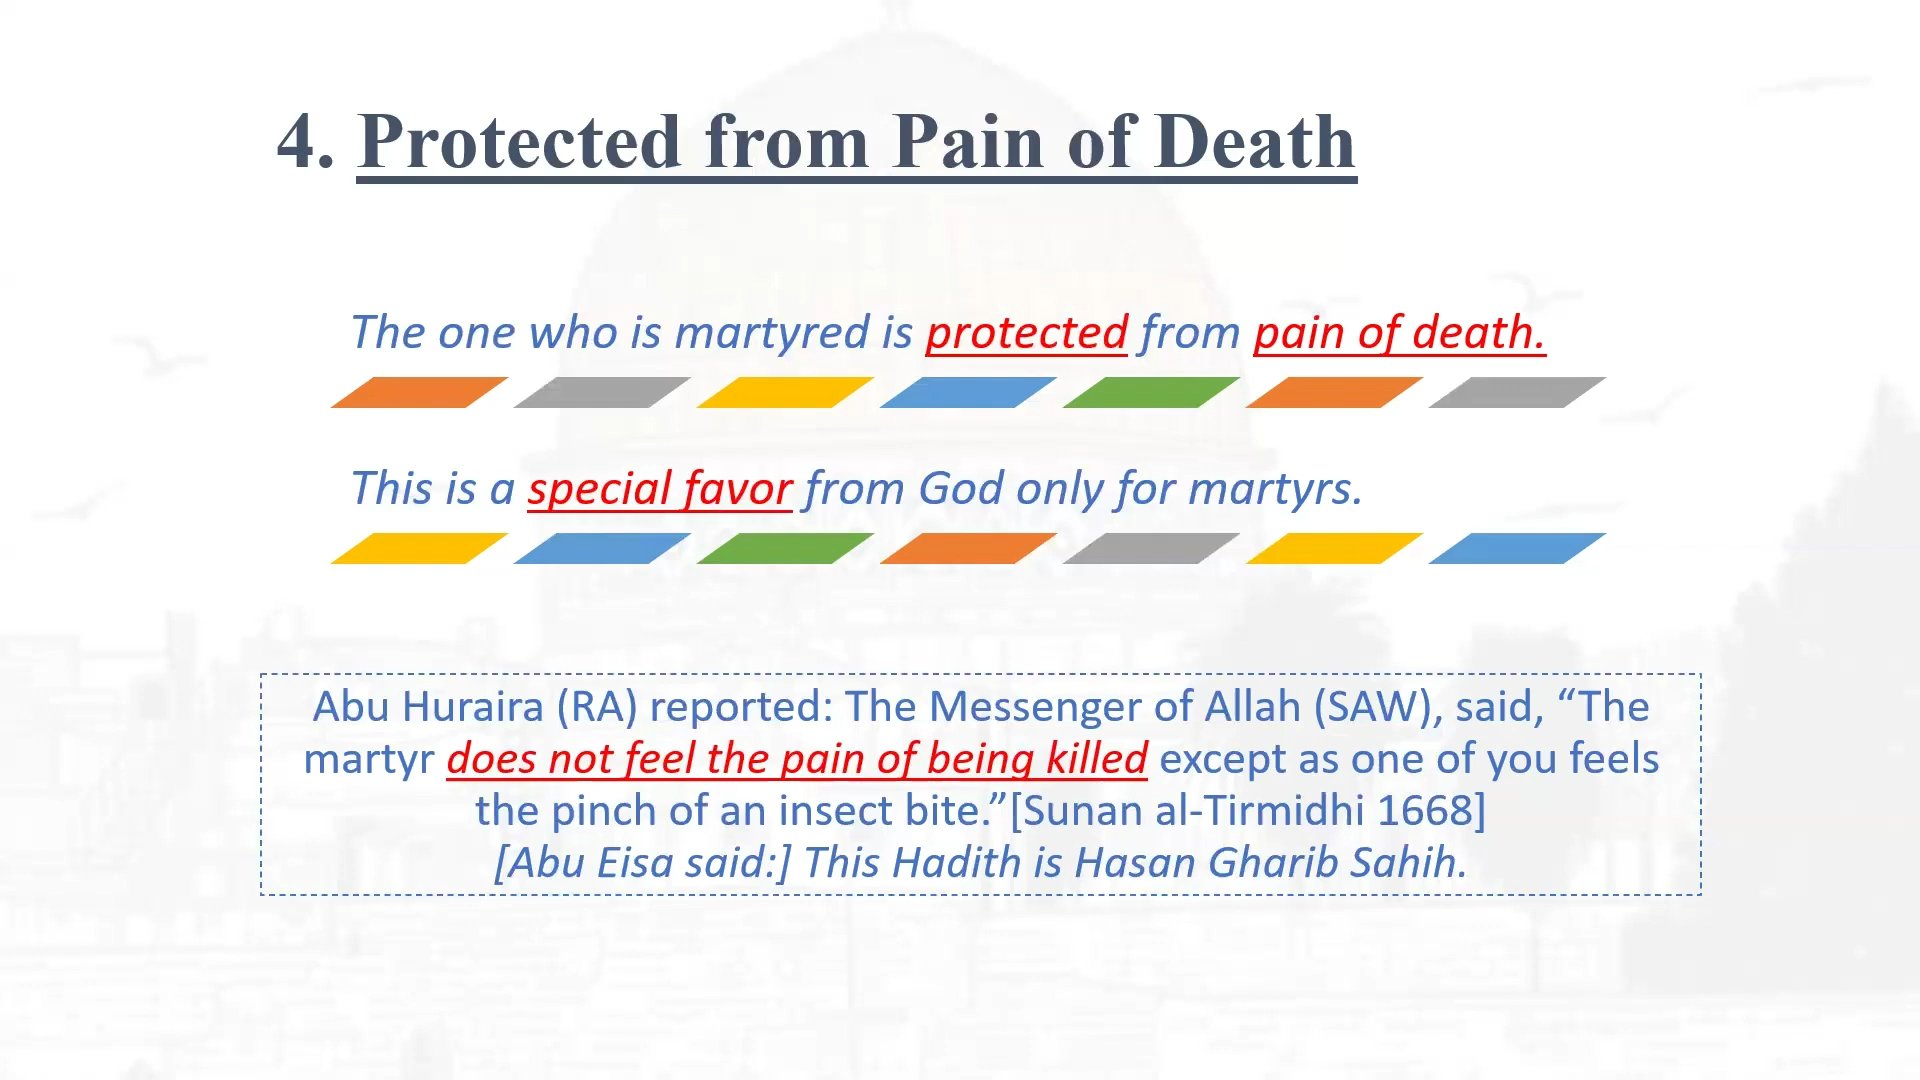 4. Protected from Pain of Death
The one who is martyred is protected from pain of death.
This is a special favor from God only for martyrs.
Abu Huraira (RA) reported: The Messenger of Allah (SAW), said, “The
martyr does not feel the pain of being killed except as one of you feels
the pinch of an insect bite.”[Sunan al-Tirmidhi 1668]
[Abu Eisa said:] This Hadith is Hasan Gharib Sahih.